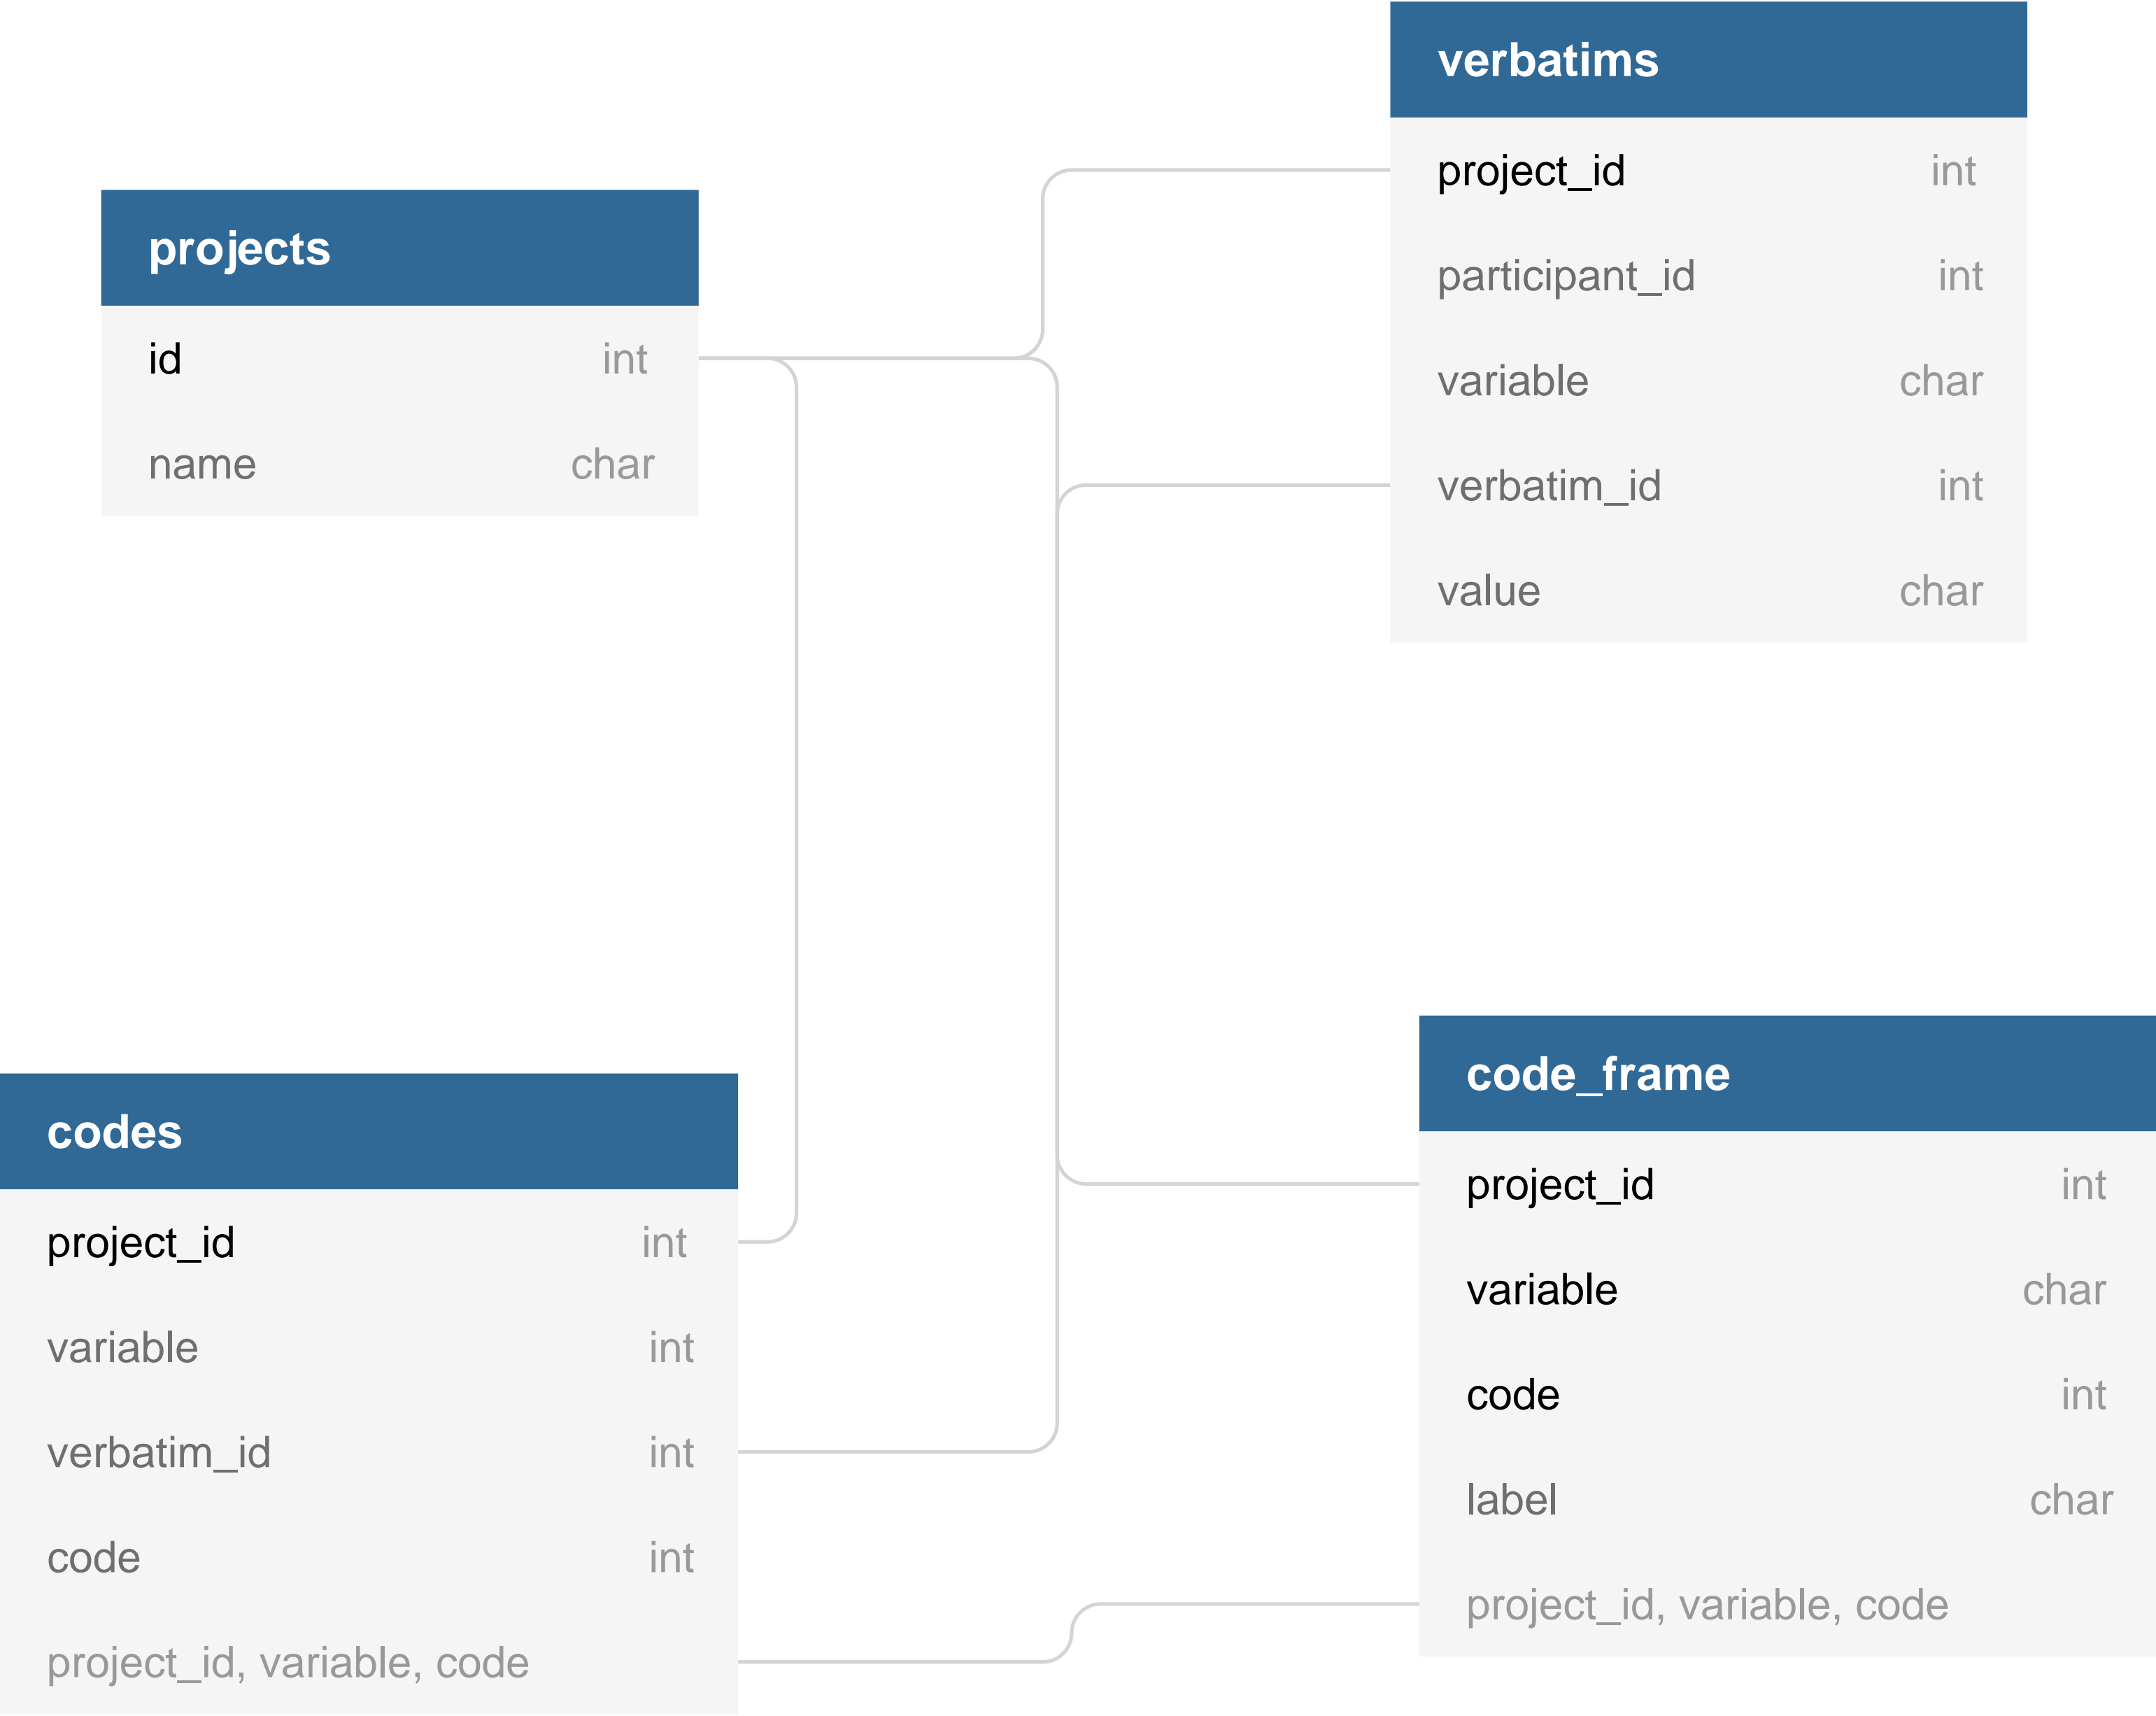 verbatims
project_id int
participant_id int
variable char
verbatim_id int
value char
projects
id int
name char
codes
project_id int
variable int
verbatim_id int
code int
project_id, variable, code
code_frame
project_id int
variable char
code int
label char
project_id, variable, code